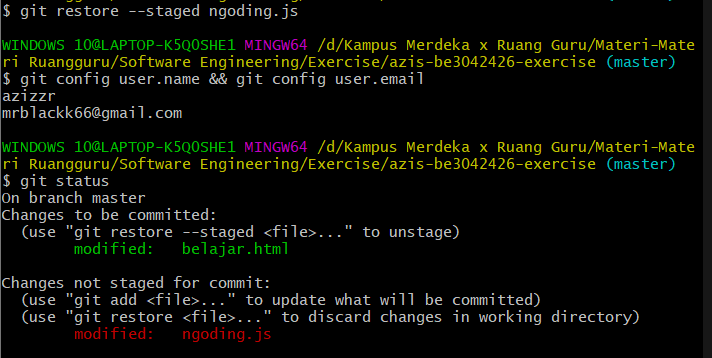 $ git restore --staged ngoding.js
WINDOWS 10@LAPTOP-K5Q0SHE1 MINGW64 /d/Kampus Merdeka x Ruang Guru/Materi-Mate
ri Ruangguru/Software Engineering/Exercise/azis-be3042426-exercise (master)
$ git config user.name && git config user.email
azizzr
mrblackk66@gmail.com
WINDOWS 10@LAPTOP-K5Q0SHE1 MINGW64 /d/Kampus Merdeka x Ruang Guru/Materi-Mate
ri Ruangguru/Software Engineering/Exercise/azis-be3042426-exercise (master)
$ git status
On branch master
Changes to be committed:
  (use "git restore --staged <file>..." to unstage)
        modified:   belajar.html
Changes not staged for commit:
  (use "git add <file>..." to update what will be committed)
  (use "git restore <file>..." to discard changes in working directory)
        modified:   ngoding.js